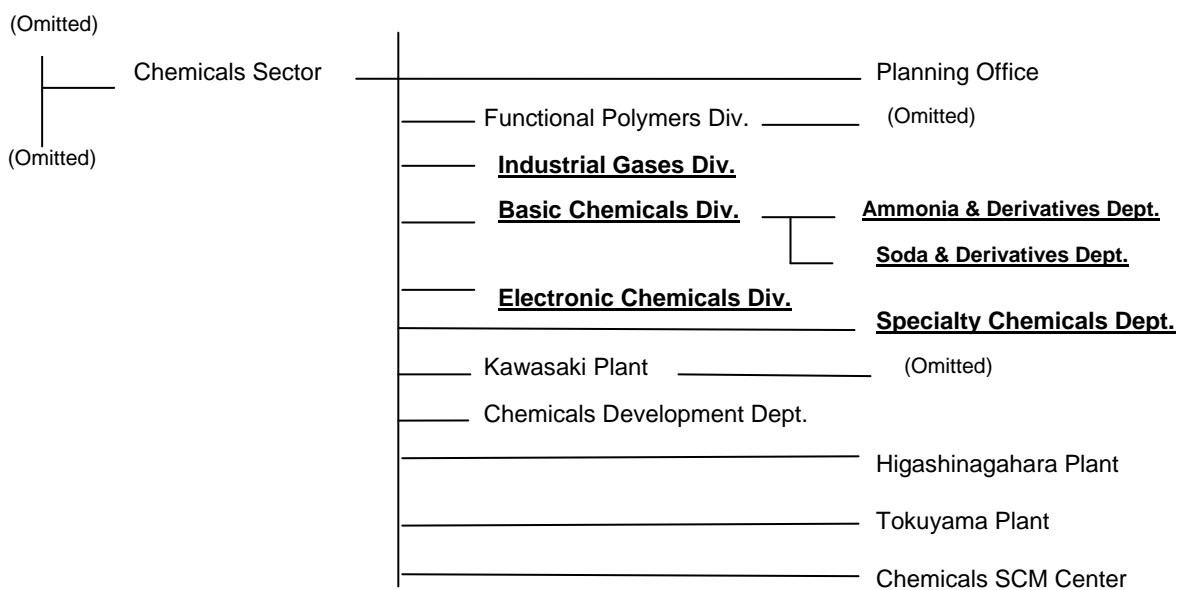 (Omitted)
Chemicals Sector
Planning Office
Functional Polymers Div.
(Omitted)
(Omitted)
Industrial Gases Div.
Basic Chemicals Div.
Ammonia & Derivatives Dept.
Soda & Derivatives Dept.
Electronic Chemicals Div.
Specialty Chemicals Dept.
Kawasaki Plant
(Omitted)
Chemicals Development Dept.
Higashinagahara Plant
Tokuyama Plant
Chemicals SCM Center